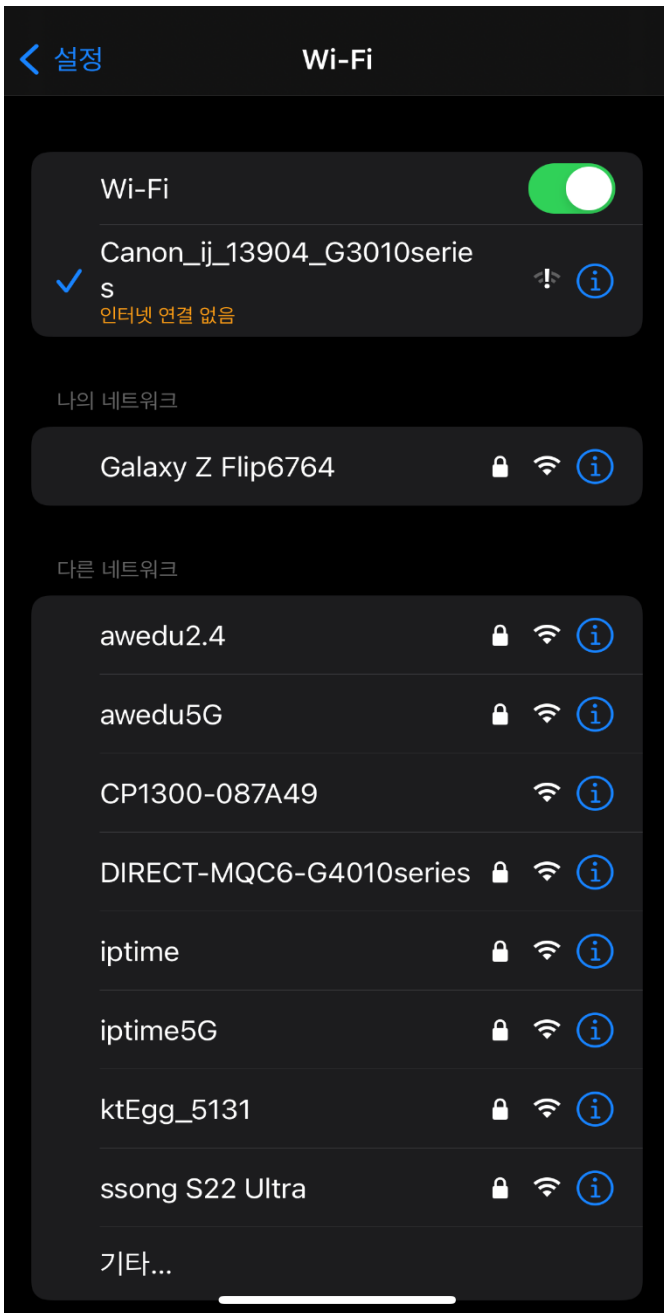 설정
Wi-Fi
Wi-Fi
Canon_ij_13904_G3010serie
s
인터넷 연결 없음
나의 네트워크
Galaxy Z Flip6764
다른 네트워크
awedu2.4
awedu5G
CP1300-087A49
DIRECT-MQC6-G4010series
iptime
iptime5G
ktEgg_5131
ssong S22 Ultra
기타...